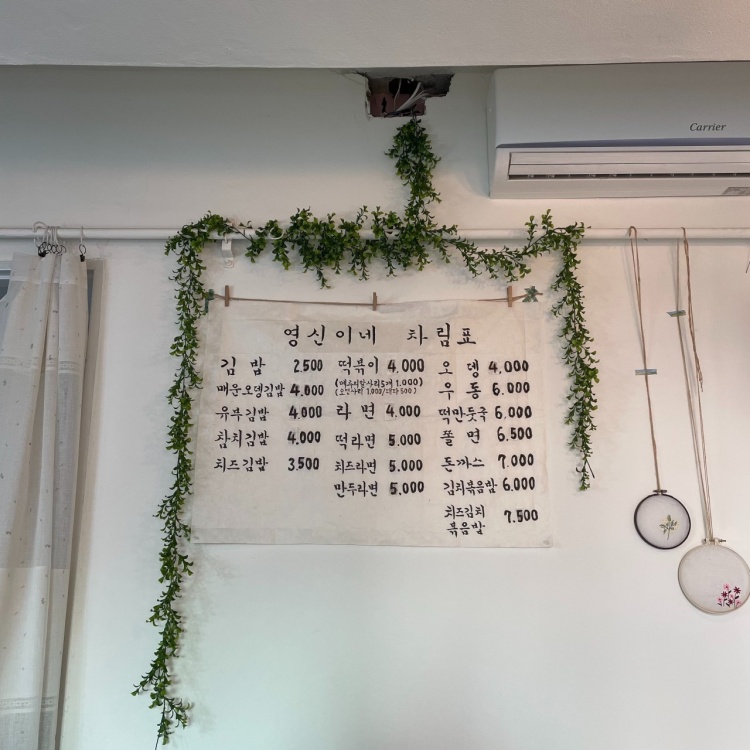 Carrier
영신이네 차림표
김밥 2.500
매운오뎅김밥 4.000
유부김밥 4.000
참치김밥 4.000
치즈김밥 3.500
떡볶이 4.000
라면 4.000
떡라면 5.000
치즈라면 5.000
만두라면 5.000
오뎅 4.000
우동 6.000
떡만둣국 6.000
쫄면 6.500
돈까스 7.000
김치볶음밥 6.000
치즈김치
볶음밥 7.500